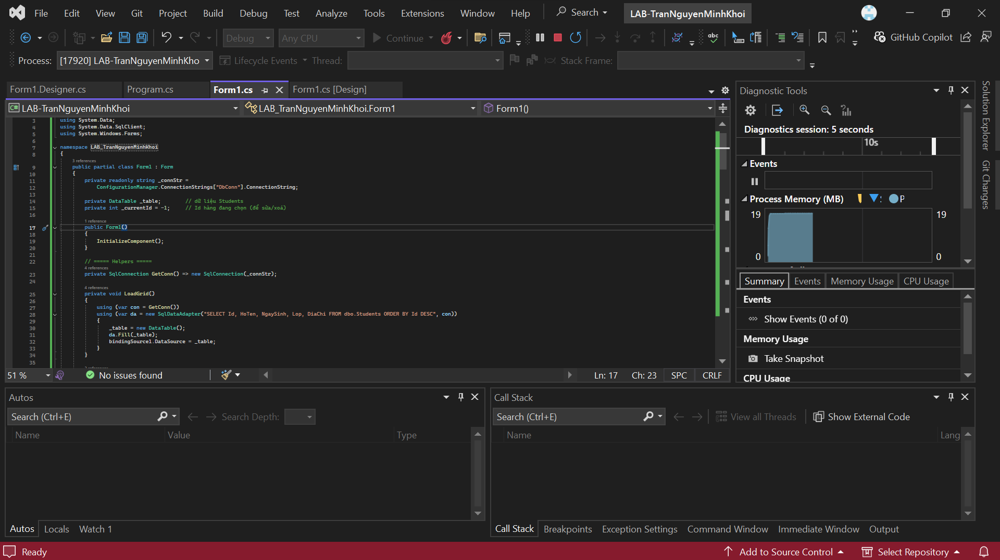 File Edit View Git Project Build Debug Test Analyze Tools Extensions Window Help Search LAB-TranNguyenMinhKhoi
Debug Any CPU Continue abc GitHub Copilot
Process: [17920] LAB-TranNguyenMinhKho Lifecycle Events Thread: Stack Frame:
Form1.Designer.cs Program.cs Form1.cs Form1.cs [Design]
C# LAB-TranNguyenMinhKhoi LAB_TranNguyenMinhKhoi.Form1 Form1()
3 using System.Data;
4 using System.Data.SqlClient;
5 using System.Windows.Forms;
6
7 namespace LAB_TranNguyenMinhKhoi
8 {
3 references
9 public partial class Form1 : Form
10 {
11 private readonly string _connStr =
12 ConfigurationManager.ConnectionStrings["DbConn"].ConnectionString;
13
14 private DataTable _table; // dữ liệu Students
15 private int _currentId = -1; // Id hàng đang chọn (để sửa/xoá)
16
1 reference
17 public Form1()
18 {
19 InitializeComponent();
20 }
21
22 // ===== Helpers =====
4 references
23 private SqlConnection GetConn() => new SqlConnection(_connStr);
24
4 references
25 private void LoadGrid()
26 {
27 using (var con = GetConn())
28 using (var da = new SqlDataAdapter("SELECT Id, HoTen, NgaySinh, Lop, DiaChi FROM dbo.Students ORDER BY Id DESC", con))
29 {
30 _table = new DataTable();
31 da.Fill(_table);
32 bindingSource1.DataSource = _table;
33 }
34 }
35
51 % No issues found Ln: 17 Ch: 23 SPC CRLF
Diagnostic Tools
Diagnostics session: 5 seconds
10s
Events
Process Memory (MB) P
19 19
0 0
Summary Events Memory Usage CPU Usage
Events
Show Events (0 of 0)
Memory Usage
Take Snapshot
CPU Usage
Solution Explorer
Git Changes
Autos
Search (Ctrl+E) Search Depth:
Name Value Type
Autos Locals Watch 1
Call Stack
Search (Ctrl+E) View all Threads Show External Code
Name Lang
Call Stack Breakpoints Exception Settings Command Window Immediate Window Output
Ready Add to Source Control Select Repository